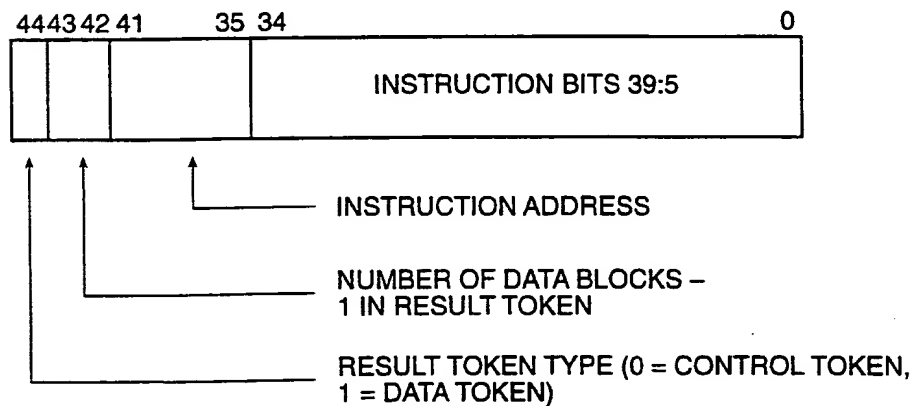 44 43 42 41 35 34 0
INSTRUCTION BITS 39:5
INSTRUCTION ADDRESS
NUMBER OF DATA BLOCKS –
1 IN RESULT TOKEN
RESULT TOKEN TYPE (0 = CONTROL TOKEN,
1 = DATA TOKEN)